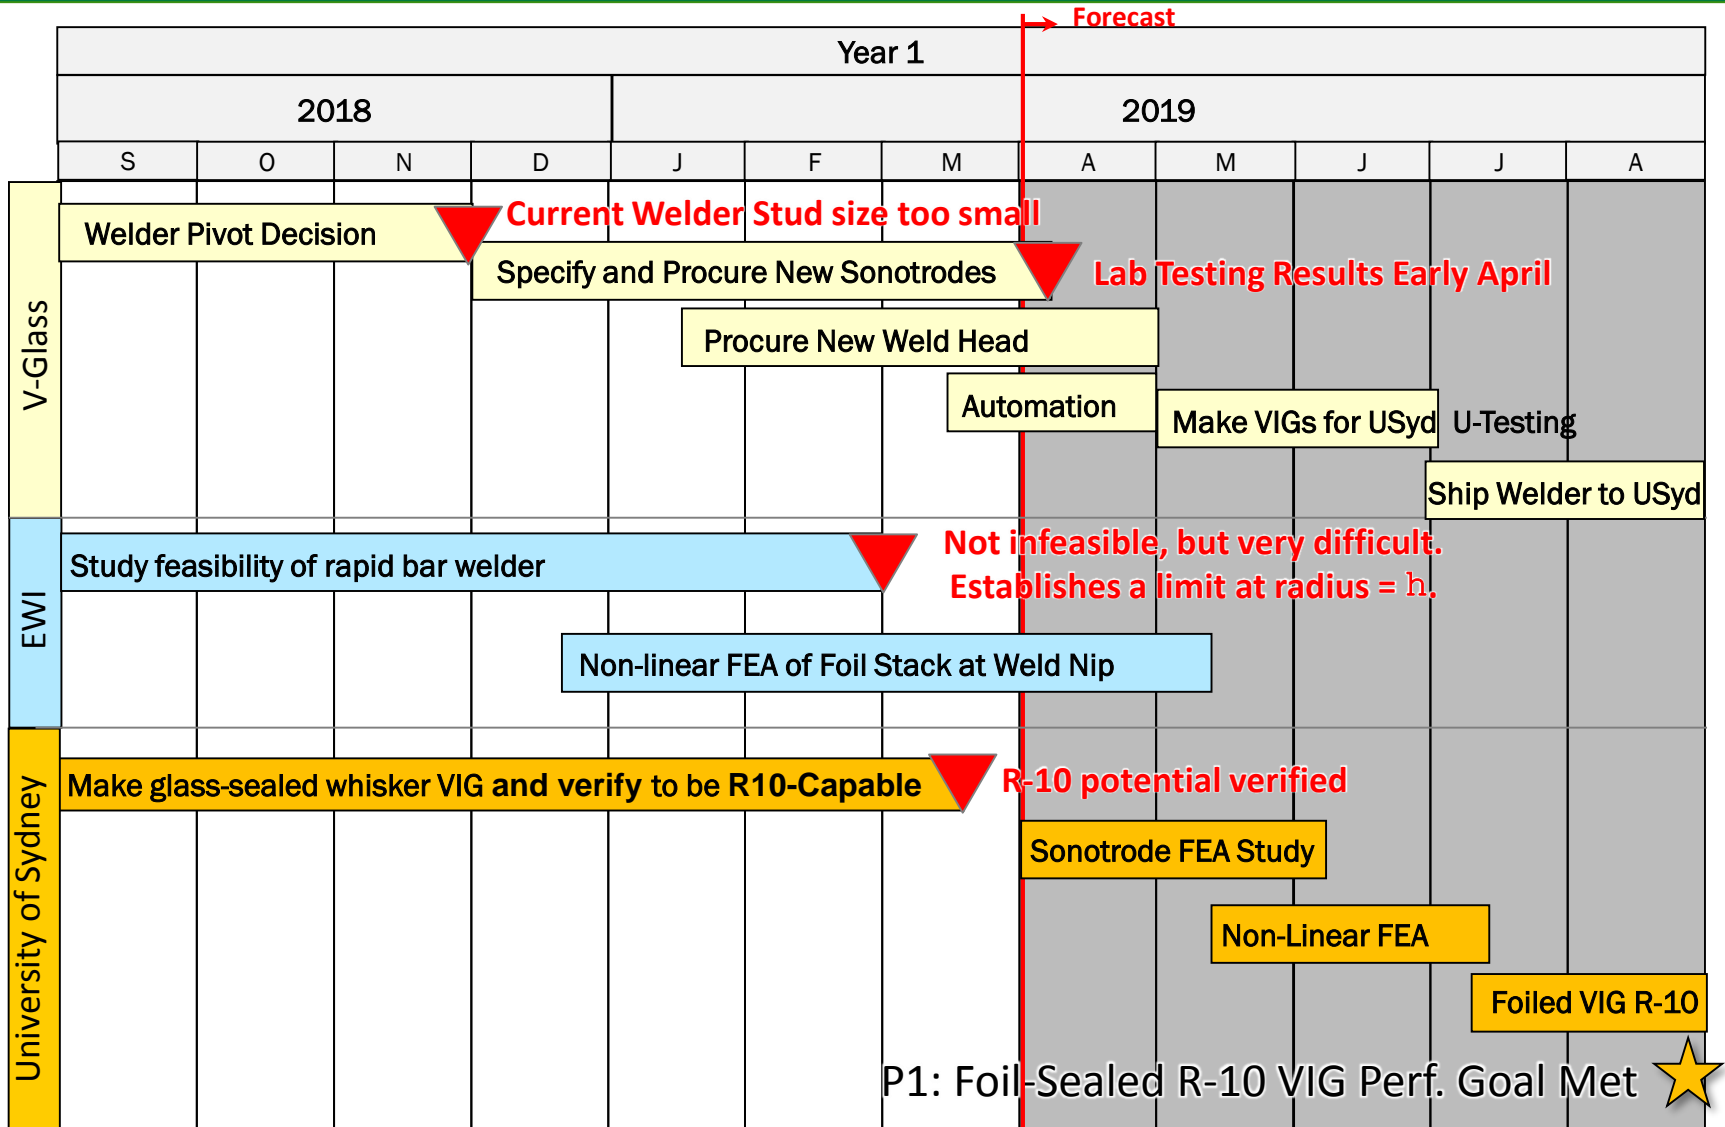 Forecast
Year 1
2018
2019
S O N D J F M A M J J A
V-Glass
Welder Pivot Decision
Current Welder Stud size too small
Specify and Procure New Sonotrodes
Lab Testing Results Early April
Procure New Weld Head
Automation
Make VIGs for USyd U-Testing
Ship Welder to USyd
EWI
Study feasibility of rapid bar welder
Not infeasible, but very difficult.
Establishes a limit at radius = h.
Non-linear FEA of Foil Stack at Weld Nip
University of Sydney
Make glass-sealed whisker VIG and verify to be R10-Capable
R-10 potential verified
Sonotrode FEA Study
Non-Linear FEA
Foiled VIG R-10
P1: Foil-Sealed R-10 VIG Perf. Goal Met